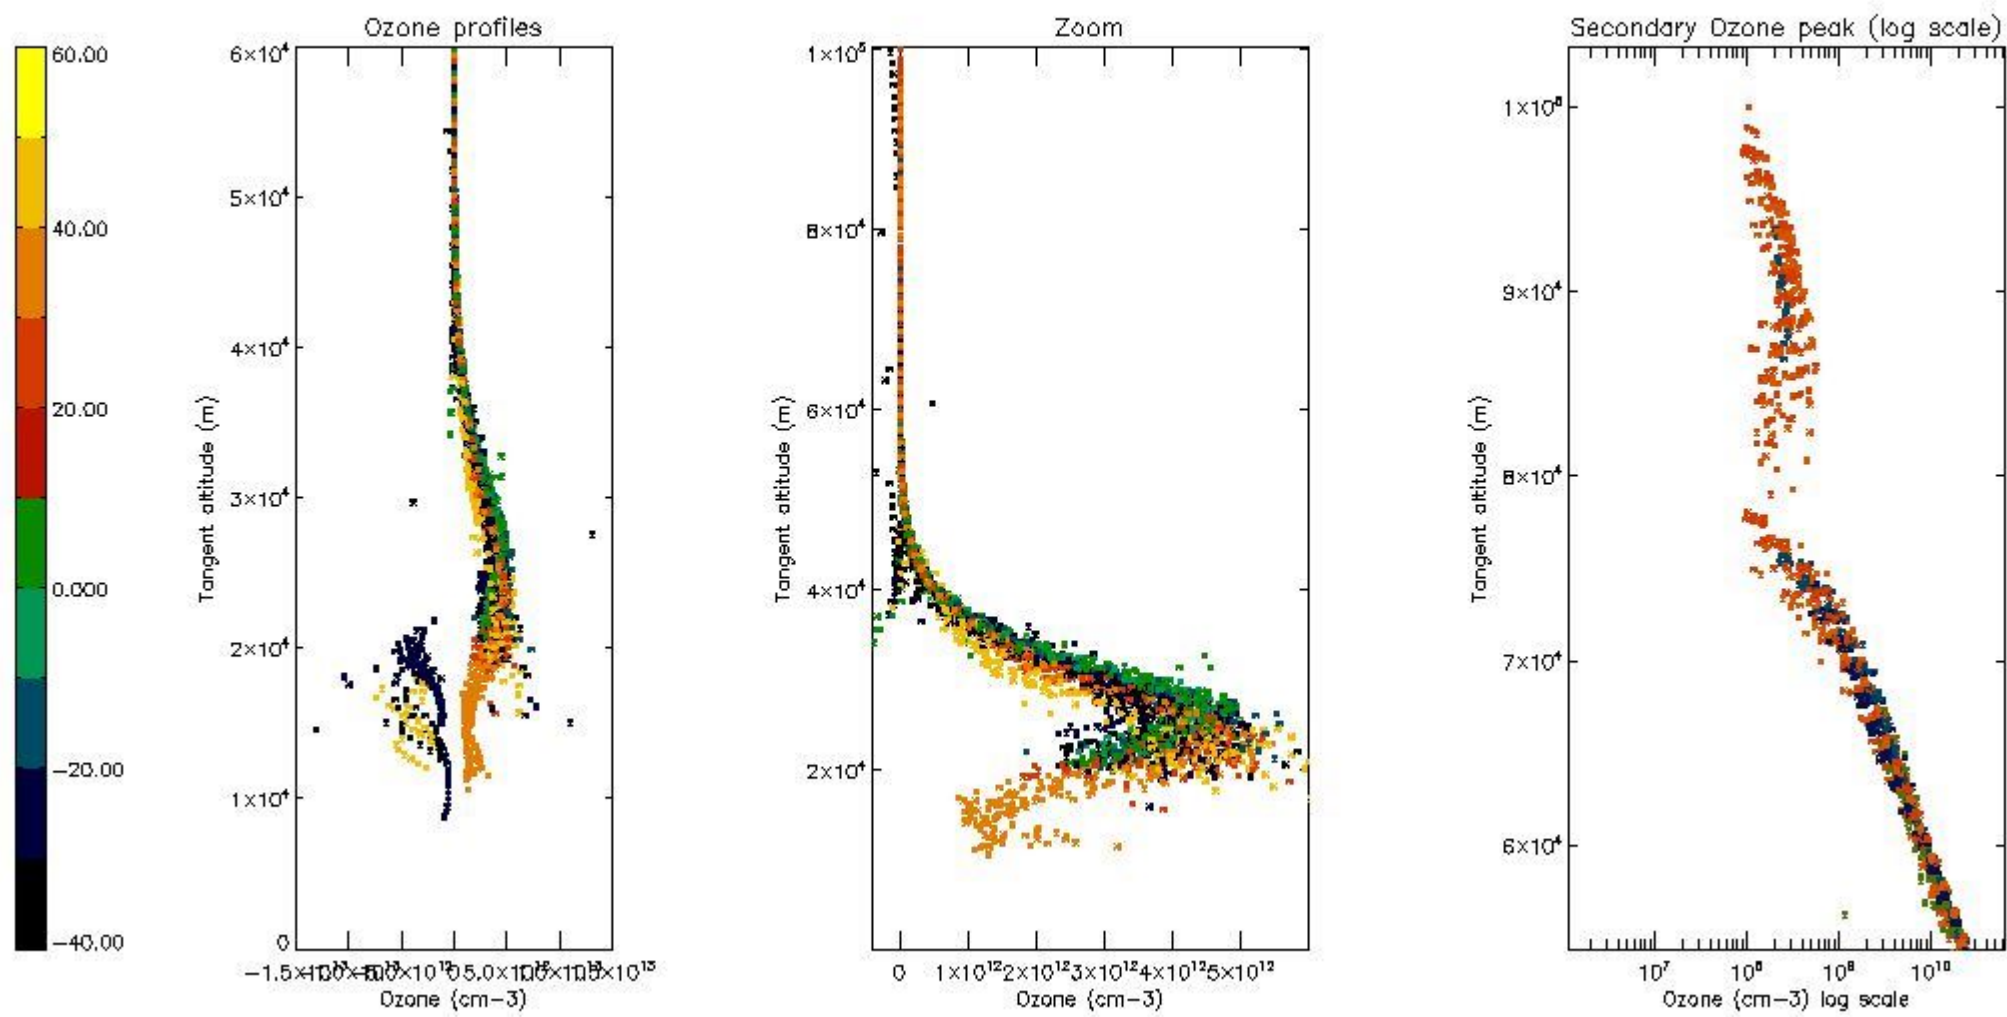 Ozone profiles
Zoom
Secondary Ozone peak (log scale)
60.00
40.00
20.00
0.000
−20.00
−40.00
6×10⁴
5×10⁴
4×10⁴
3×10⁴
2×10⁴
1×10⁴
0
Tangent altitude (m)
5.0×10
Ozone (cm−3)
1×10⁵
8×10⁴
6×10⁴
4×10⁴
2×10⁴
Tangent altitude (m)
0 1×10¹² 2×10¹² 3×10¹² 4×10¹² 5×10¹²
Ozone (cm−3)
9×10⁴
8×10⁴
7×10⁴
6×10⁴
Tangent altitude (m)
10⁷ 10⁸ 10⁹ 10¹⁰
Ozone (cm−3) log scale